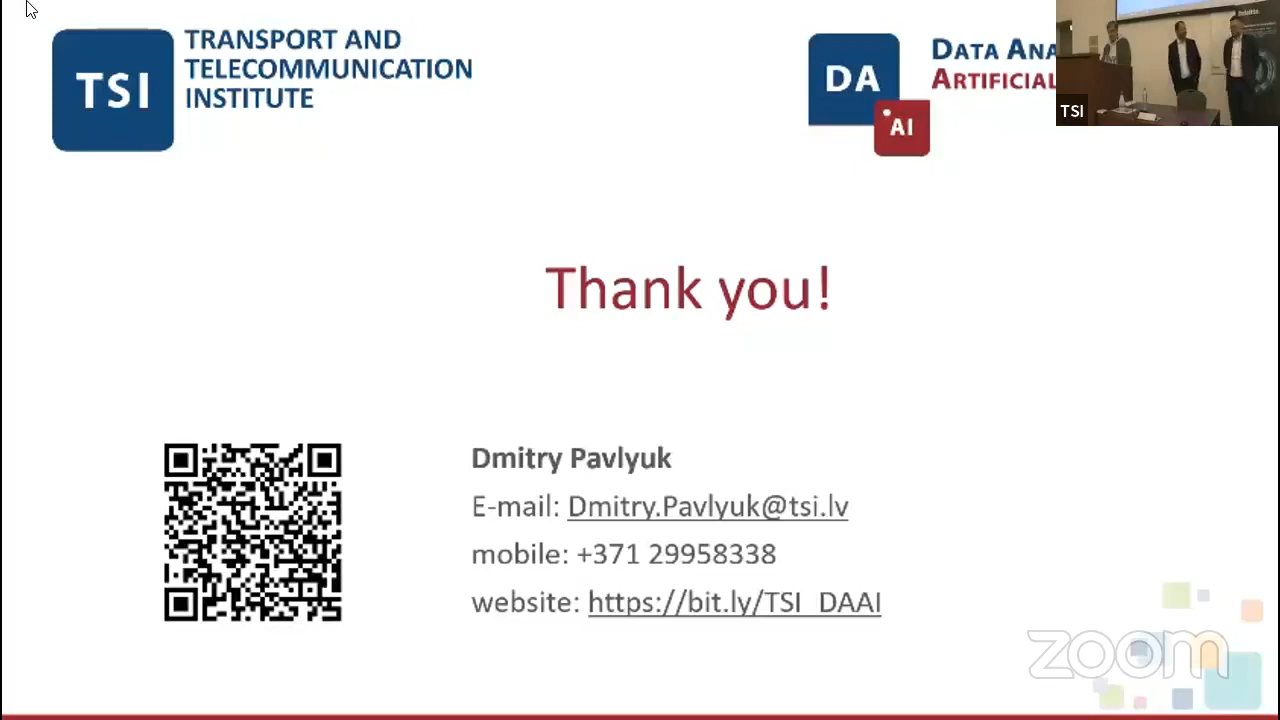 TSI
TRANSPORT AND
TELECOMMUNICATION
INSTITUTE
DA
AI
DATA ANA
ARTIFICIAL
Deloitte
TSI
Thank you!
Dmitry Pavlyuk
E-mail: Dmitry.Pavlyuk@tsi.lv
mobile: +371 29958338
website: https://bit.ly/TSI_DAAI
zoom